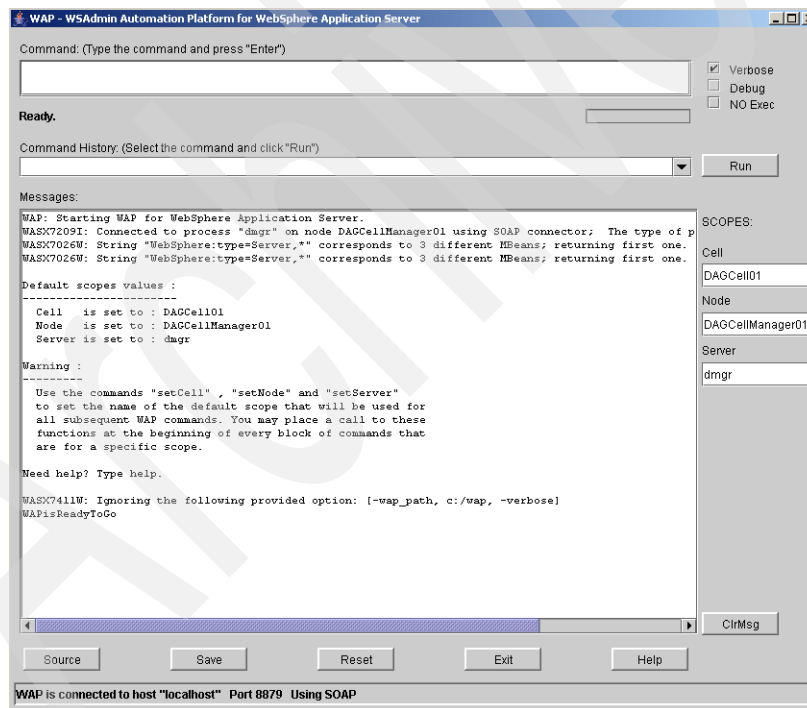 WAP - WSAdmin Automation Platform for WebSphere Application Server
Command: (Type the command and press "Enter")
Verbose
Debug
NO Exec
Ready.
Command History: (Select the command and click "Run")
Run
Messages:
WAP: Starting WAP for WebSphere Application Server.
WASX7209I: Connected to process "dmgr" on node DAGCellManager01 using SOAP connector;  The type of p
WASX7026W: String "WebSphere:type=Server,*" corresponds to 3 different MBeans; returning first one.
WASX7026W: String "WebSphere:type=Server,*" corresponds to 3 different MBeans; returning first one.
Default scopes values :
-----------------------
Cell   is set to : DAGCell01
Node   is set to : DAGCellManager01
Server is set to : dmgr
Warning :
---------
Use the commands "setCell" , "setNode" and "setServer"
to set the name of the default scope that will be used for
all subsequent WAP commands. You may place a call to these
functions at the beginning of every block of commands that
are for a specific scope.
Need help? Type help.
WASX7411W: Ignoring the following provided option: [-wap_path, c:/wap, -verbose]
WAPisReadyToGo
SCOPES:
Cell
DAGCell01
Node
DAGCellManager01
Server
dmgr
ClrMsg
Source
Save
Reset
Exit
Help
WAP is connected to host "localhost"  Port 8879  Using SOAP